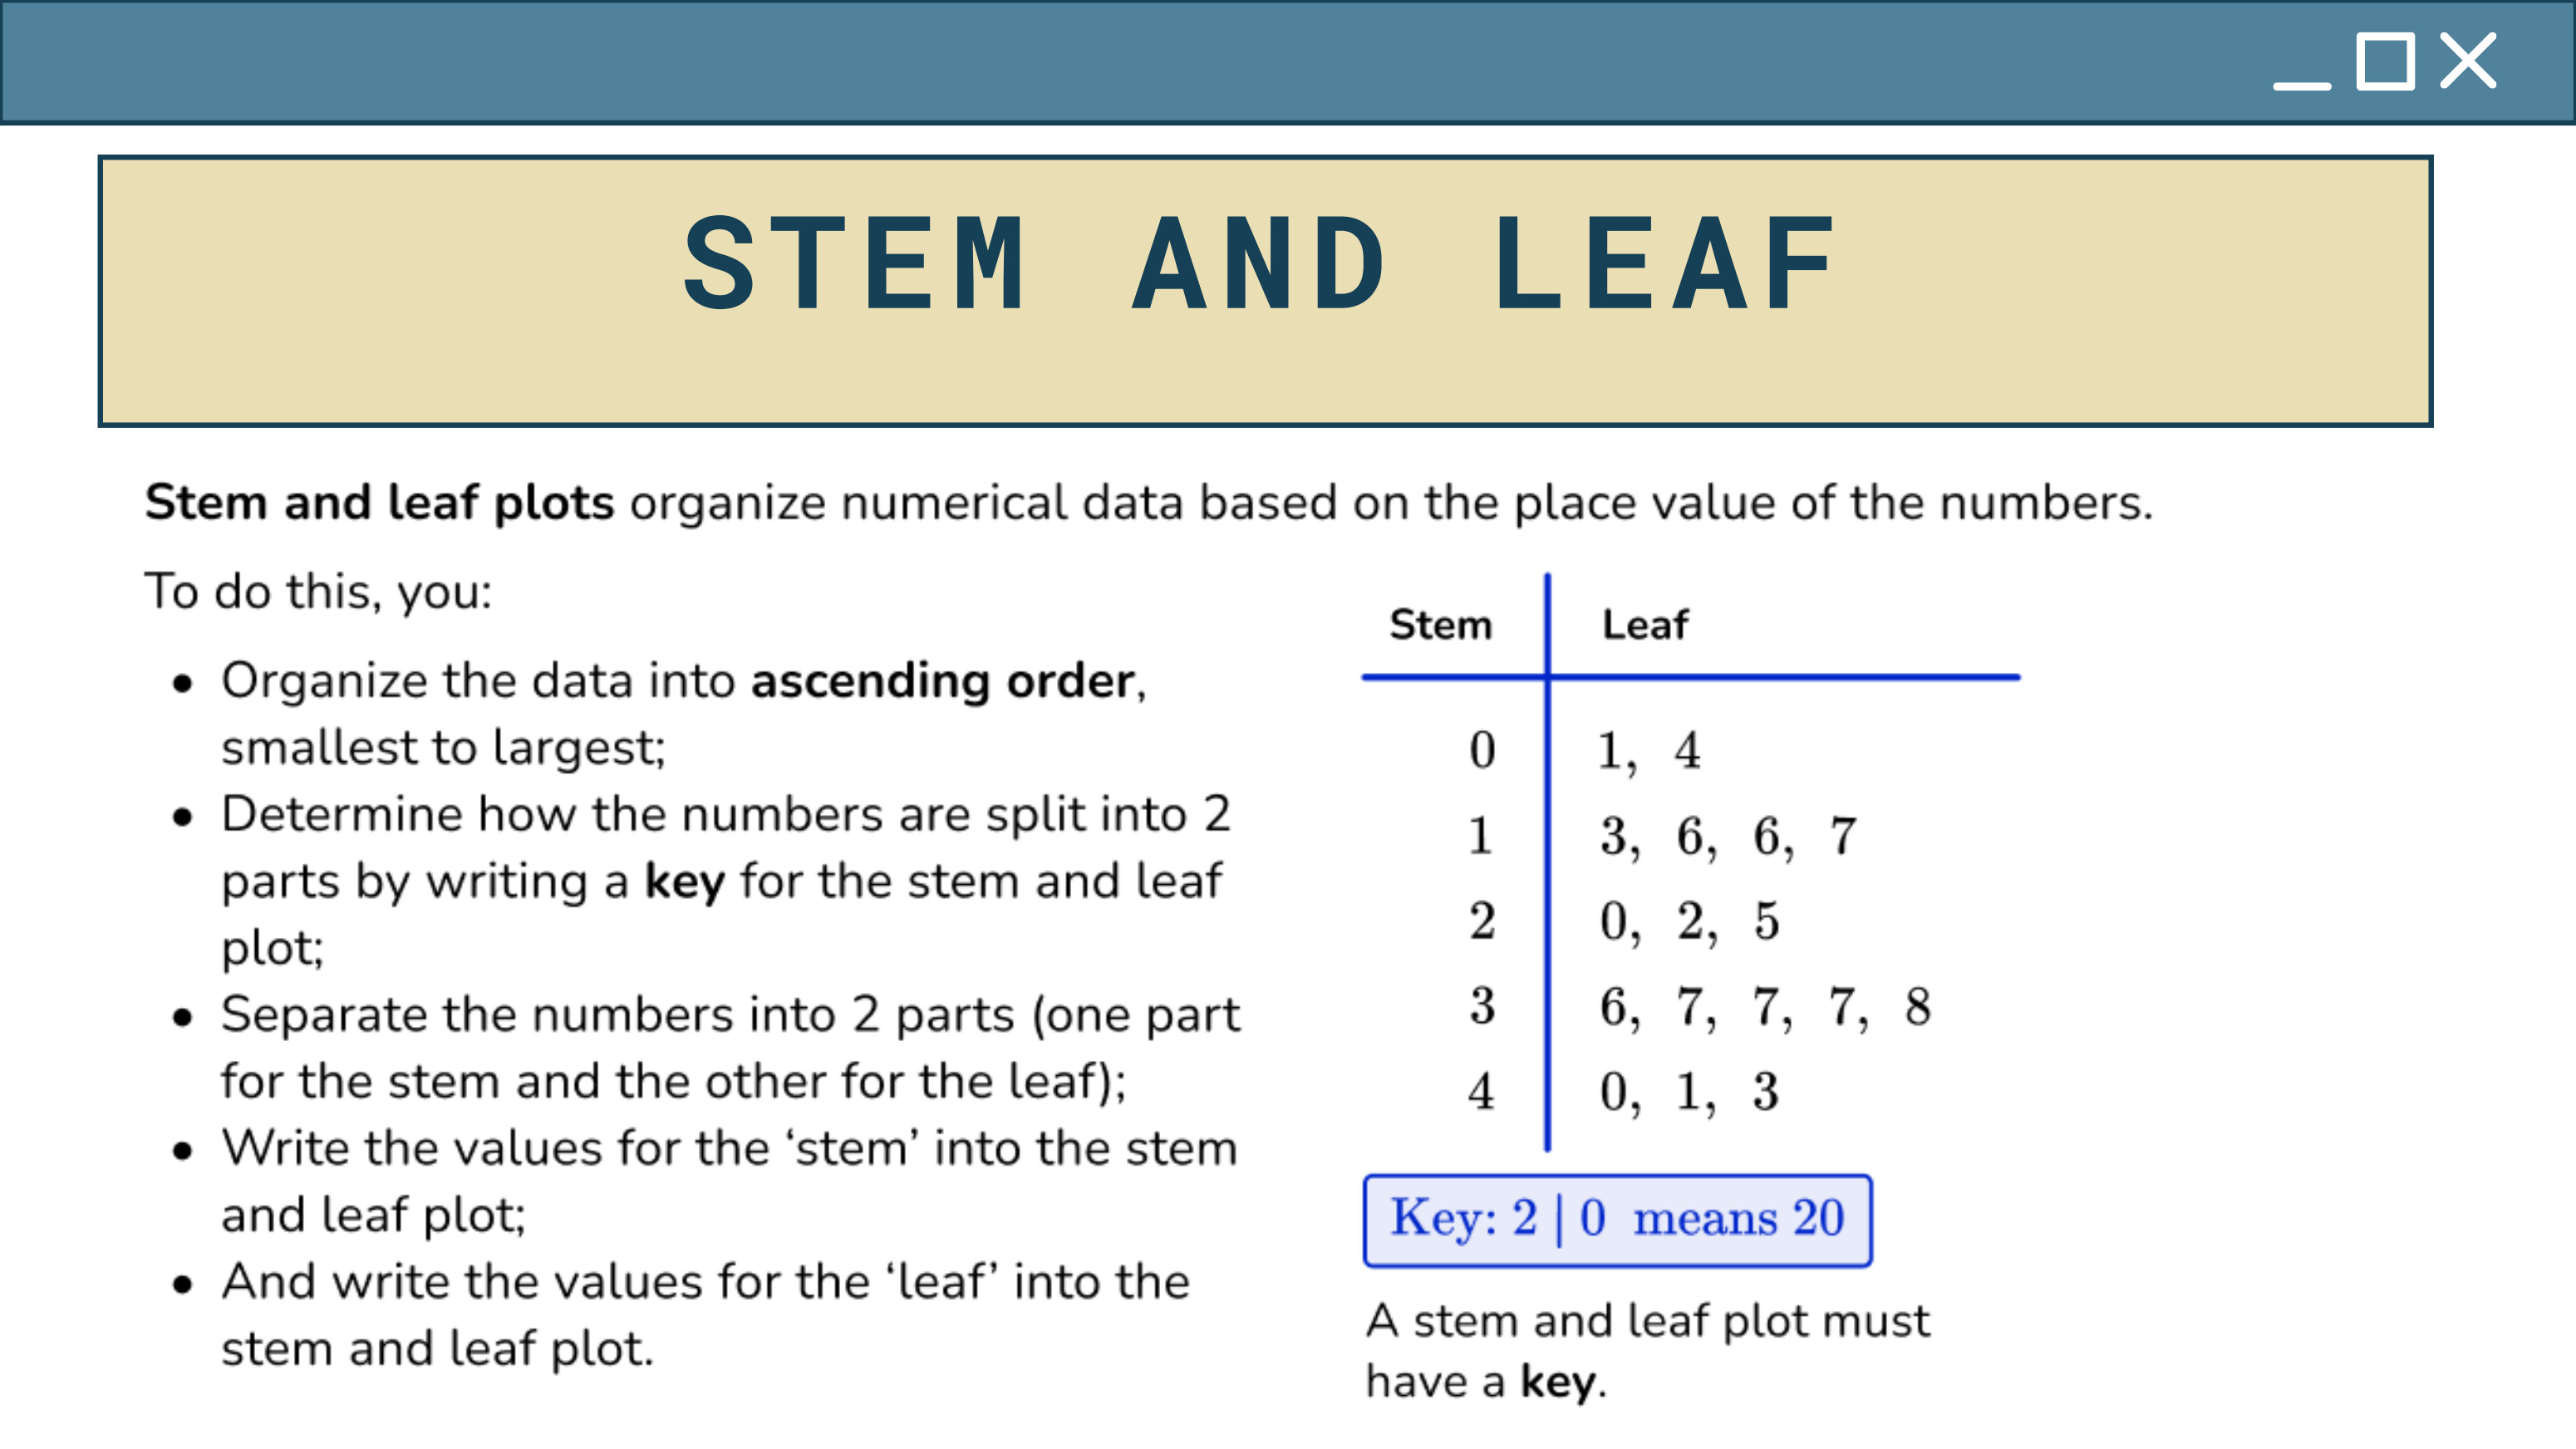 STEM AND LEAF
Stem and leaf plots organize numerical data based on the place value of the numbers.
To do this, you:
• Organize the data into ascending order,
smallest to largest;
• Determine how the numbers are split into 2
parts by writing a key for the stem and leaf
plot;
• Separate the numbers into 2 parts (one part
for the stem and the other for the leaf);
• Write the values for the ‘stem’ into the stem
and leaf plot;
• And write the values for the ‘leaf’ into the
stem and leaf plot.
Stem Leaf
0 1, 4
1 3, 6, 6, 7
2 0, 2, 5
3 6, 7, 7, 7, 8
4 0, 1, 3
Key: 2 | 0 means 20
A stem and leaf plot must
have a key.